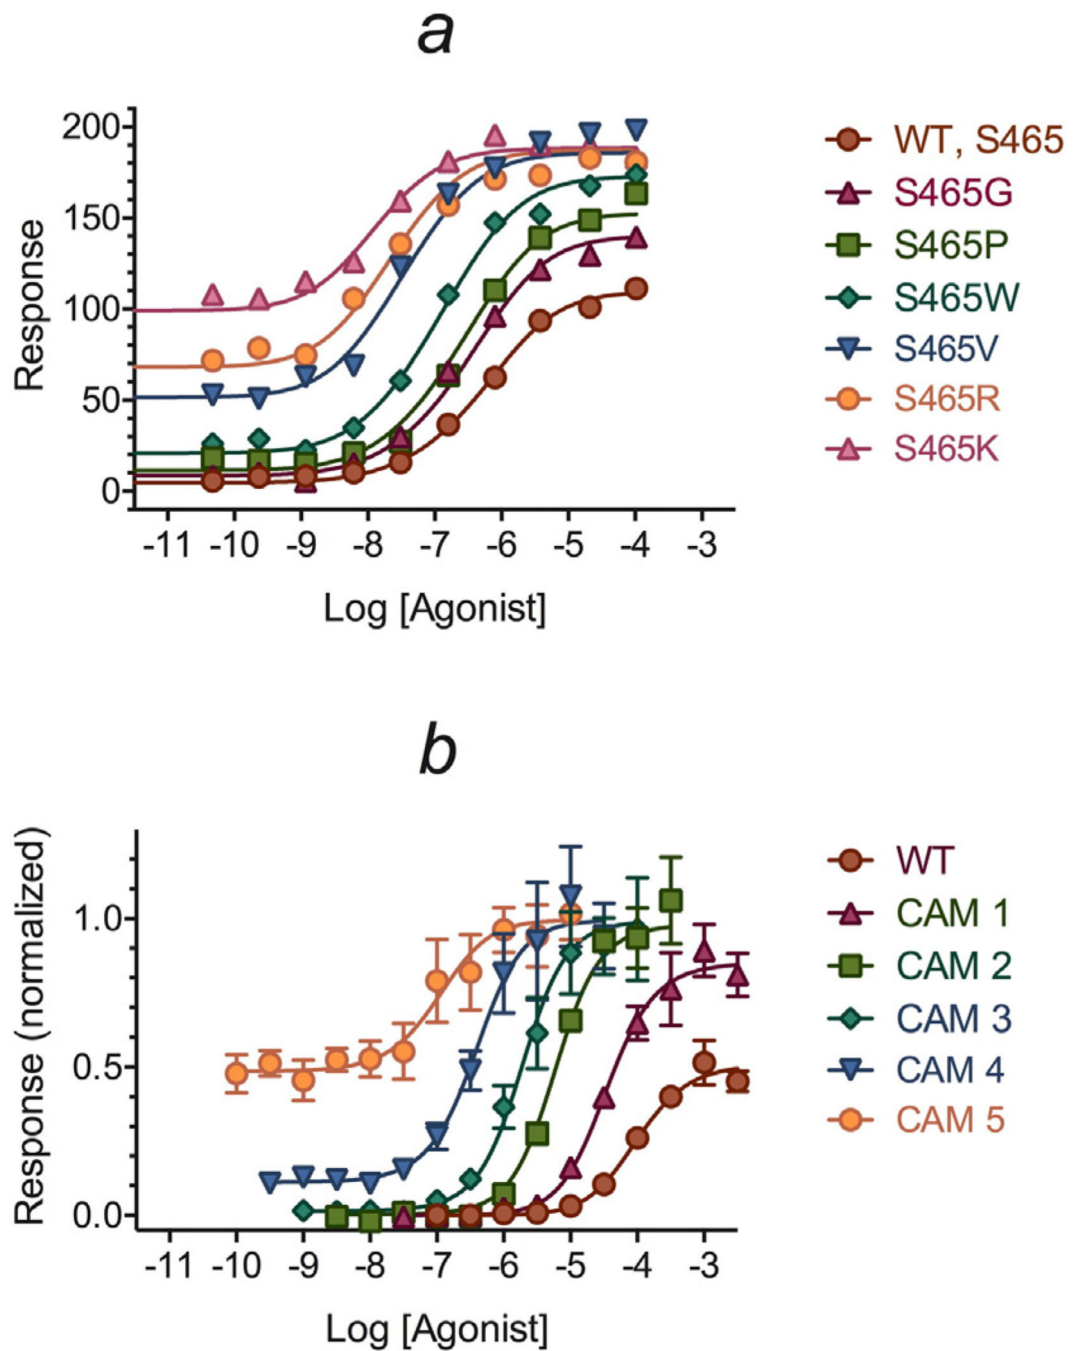 a
200
150
100
50
0
Response
-11 -10 -9 -8 -7 -6 -5 -4 -3
Log [Agonist]
WT, S465
S465G
S465P
S465W
S465V
S465R
S465K
b
1.0
0.5
0.0
Response (normalized)
-11 -10 -9 -8 -7 -6 -5 -4 -3
Log [Agonist]
WT
CAM 1
CAM 2
CAM 3
CAM 4
CAM 5